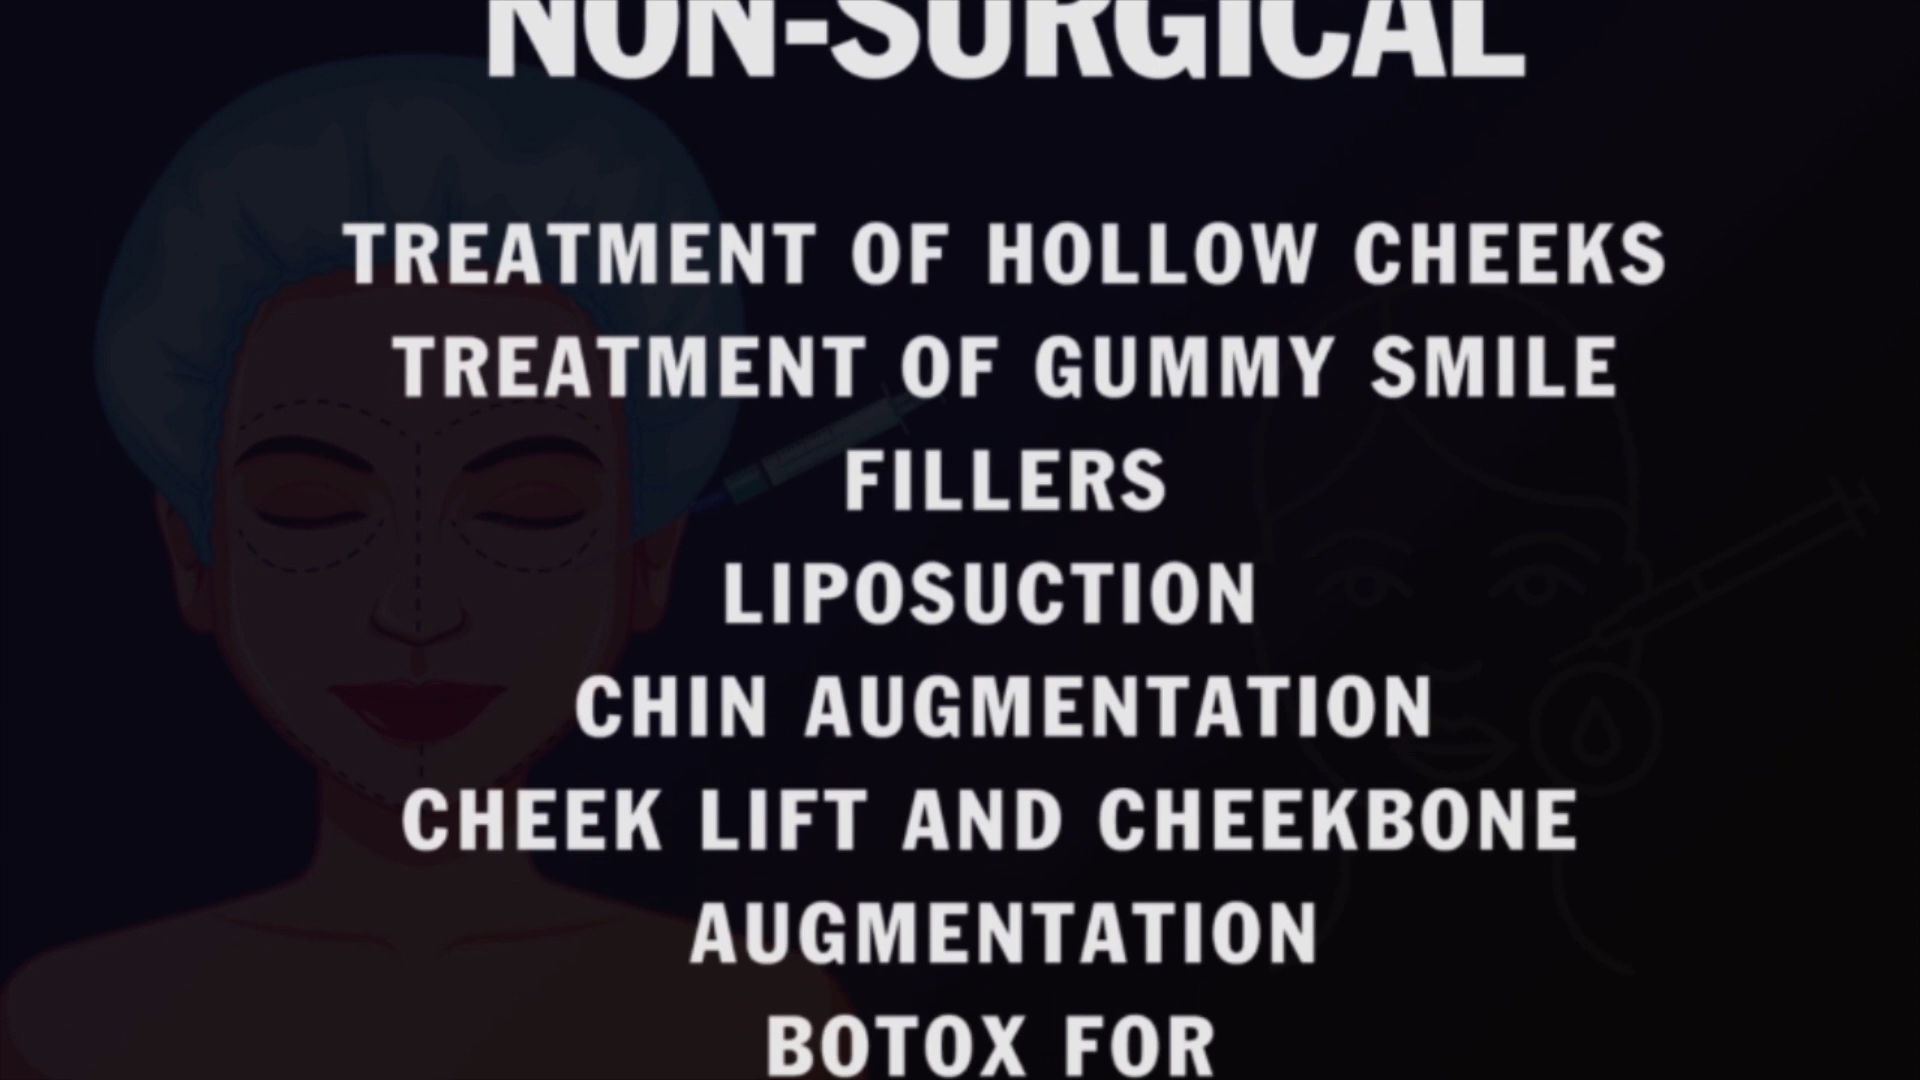 NON-SURGICAL
TREATMENT OF HOLLOW CHEEKS
TREATMENT OF GUMMY SMILE
FILLERS
LIPOSUCTION
CHIN AUGMENTATION
CHEEK LIFT AND CHEEKBONE
AUGMENTATION
BOTOX FOR